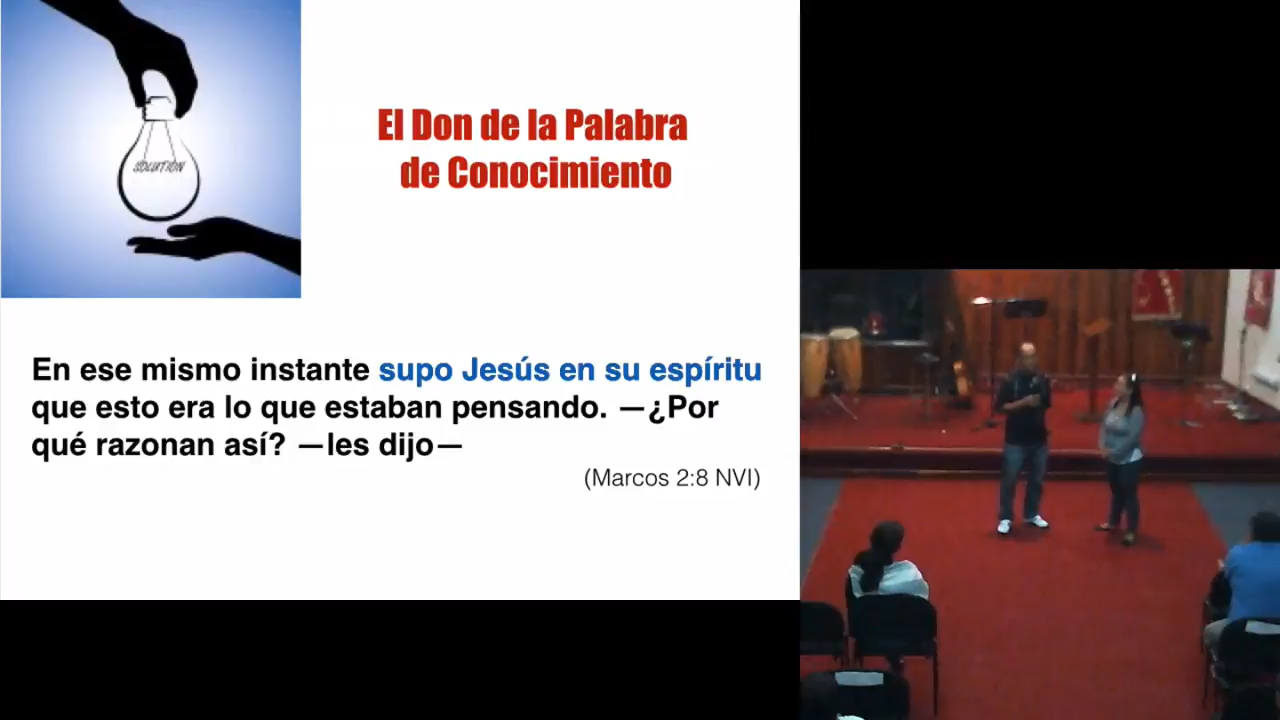 SOLUTION
El Don de la Palabra
de Conocimiento
En ese mismo instante supo Jesús en su espíritu
que esto era lo que estaban pensando. —¿Por
qué razonan así? —les dijo—
(Marcos 2:8 NVI)